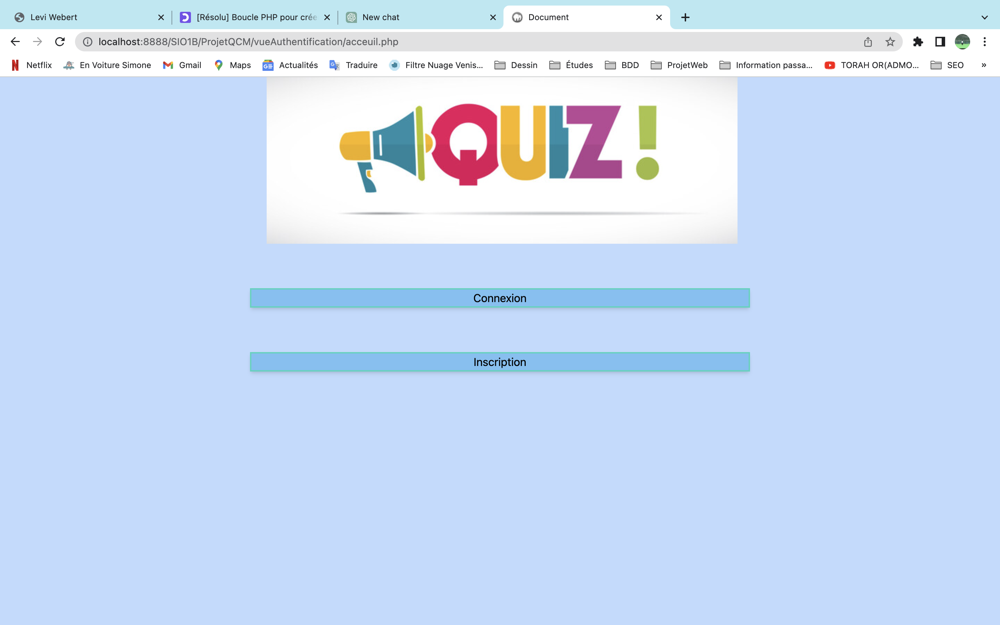 Levi Webert
[Résolu] Boucle PHP pour crée
New chat
Document
localhost:8888/SIO1B/ProjetQCM/vueAuthentification/acceuil.php
Netflix
En Voiture Simone
Gmail
Maps
Actualités
Traduire
Filtre Nuage Venis...
Dessin
Études
BDD
ProjetWeb
Information passa...
TORAH OR(ADMO...
SEO
»
QUIZ !
Connexion
Inscription